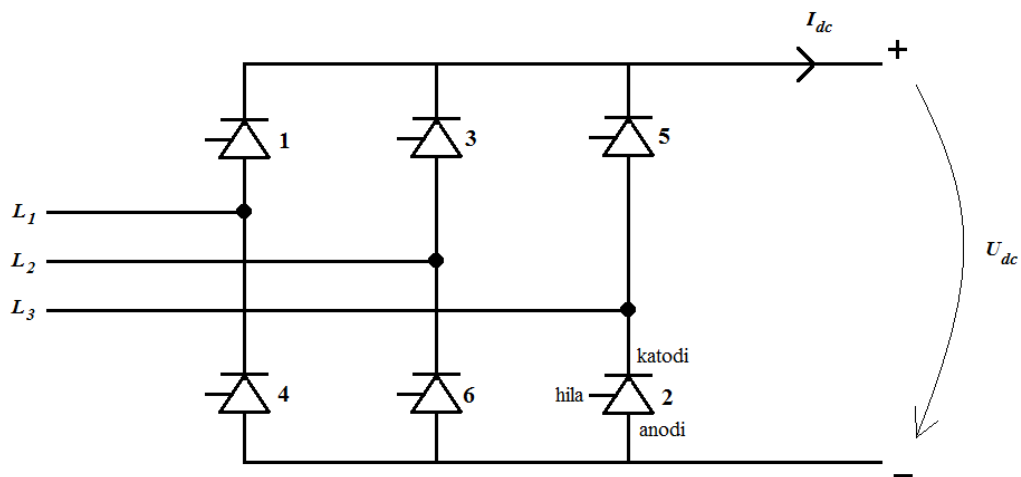 I_dc
+
1
3
5
L_1
L_2
L_3
U_dc
katodi
4
6
hila
2
anodi
−